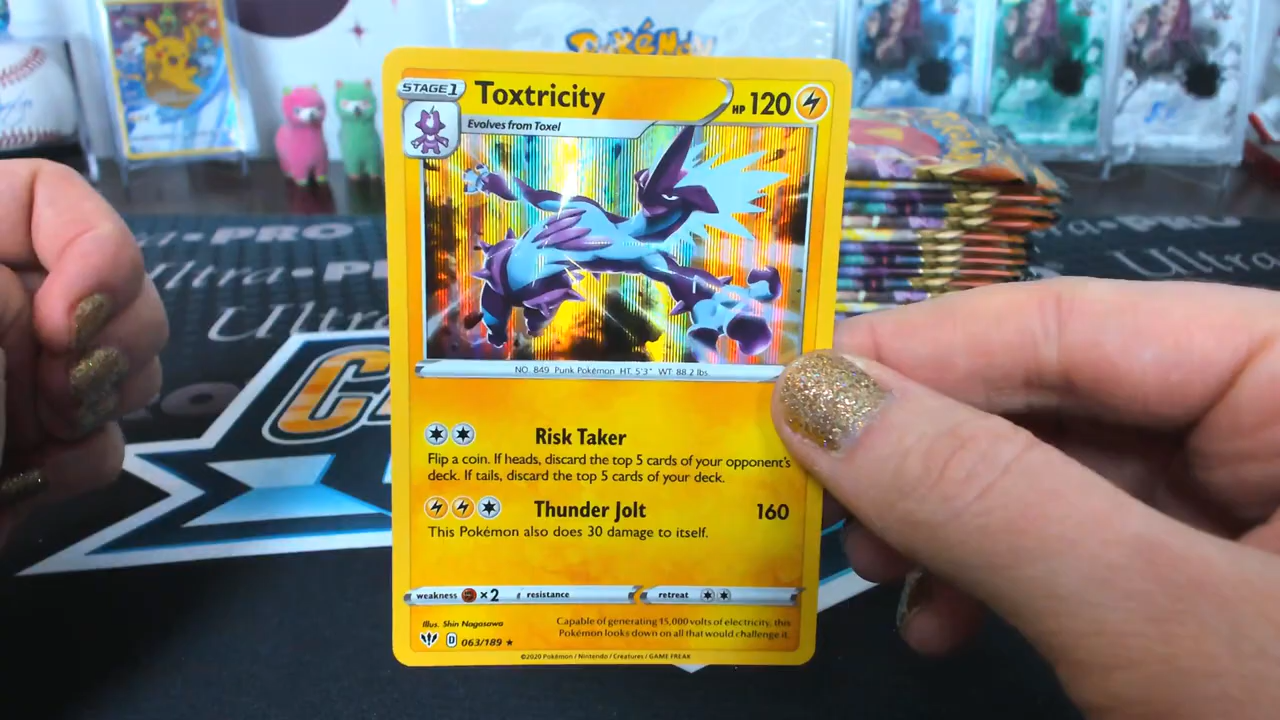 Pokémon
STAGE 1
Toxtricity
HP 120
Evolves from Toxel
NO. 849 Punk Pokémon HT. 5'3" WT. 88.2 lbs.
Risk Taker
Flip a coin. If heads, discard the top 5 cards of your opponent's
deck. If tails, discard the top 5 cards of your deck.
Thunder Jolt 160
This Pokémon also does 30 damage to itself.
weakness ×2 resistance retreat
Illus. Shin Nagasawa
Capable of generating 15,000 volts of electricity, this
Pokémon looks down on all that would challenge it.
D 063/189 ★
©2020 Pokémon / Nintendo / Creatures / GAME FREAK
PRO
Ultra•PRO
Ultra